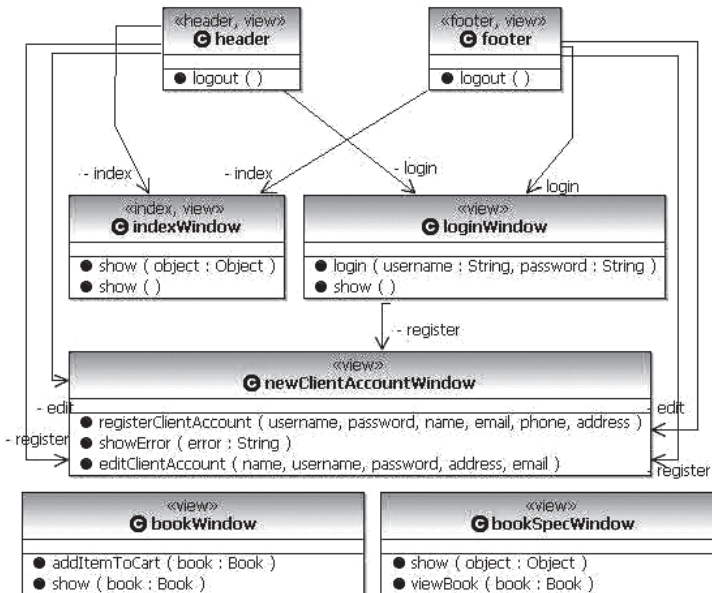 «header, view»
C header
logout ( )
«footer, view»
C footer
logout ( )
- index
- index
- login
- login
«index, view»
C indexWindow
show ( object : Object )
show ( )
«view»
C loginWindow
login ( username : String, password : String )
show ( )
- register
«view»
C newClientAccountWindow
registerClientAccount ( username, password, name, email, phone, address )
showError ( error : String )
editClientAccount ( name, username, password, address, email )
- edit
- register
- edit
- register
«view»
C bookWindow
addItemToCart ( book : Book )
show ( book : Book )
«view»
C bookSpecWindow
show ( object : Object )
viewBook ( book : Book )